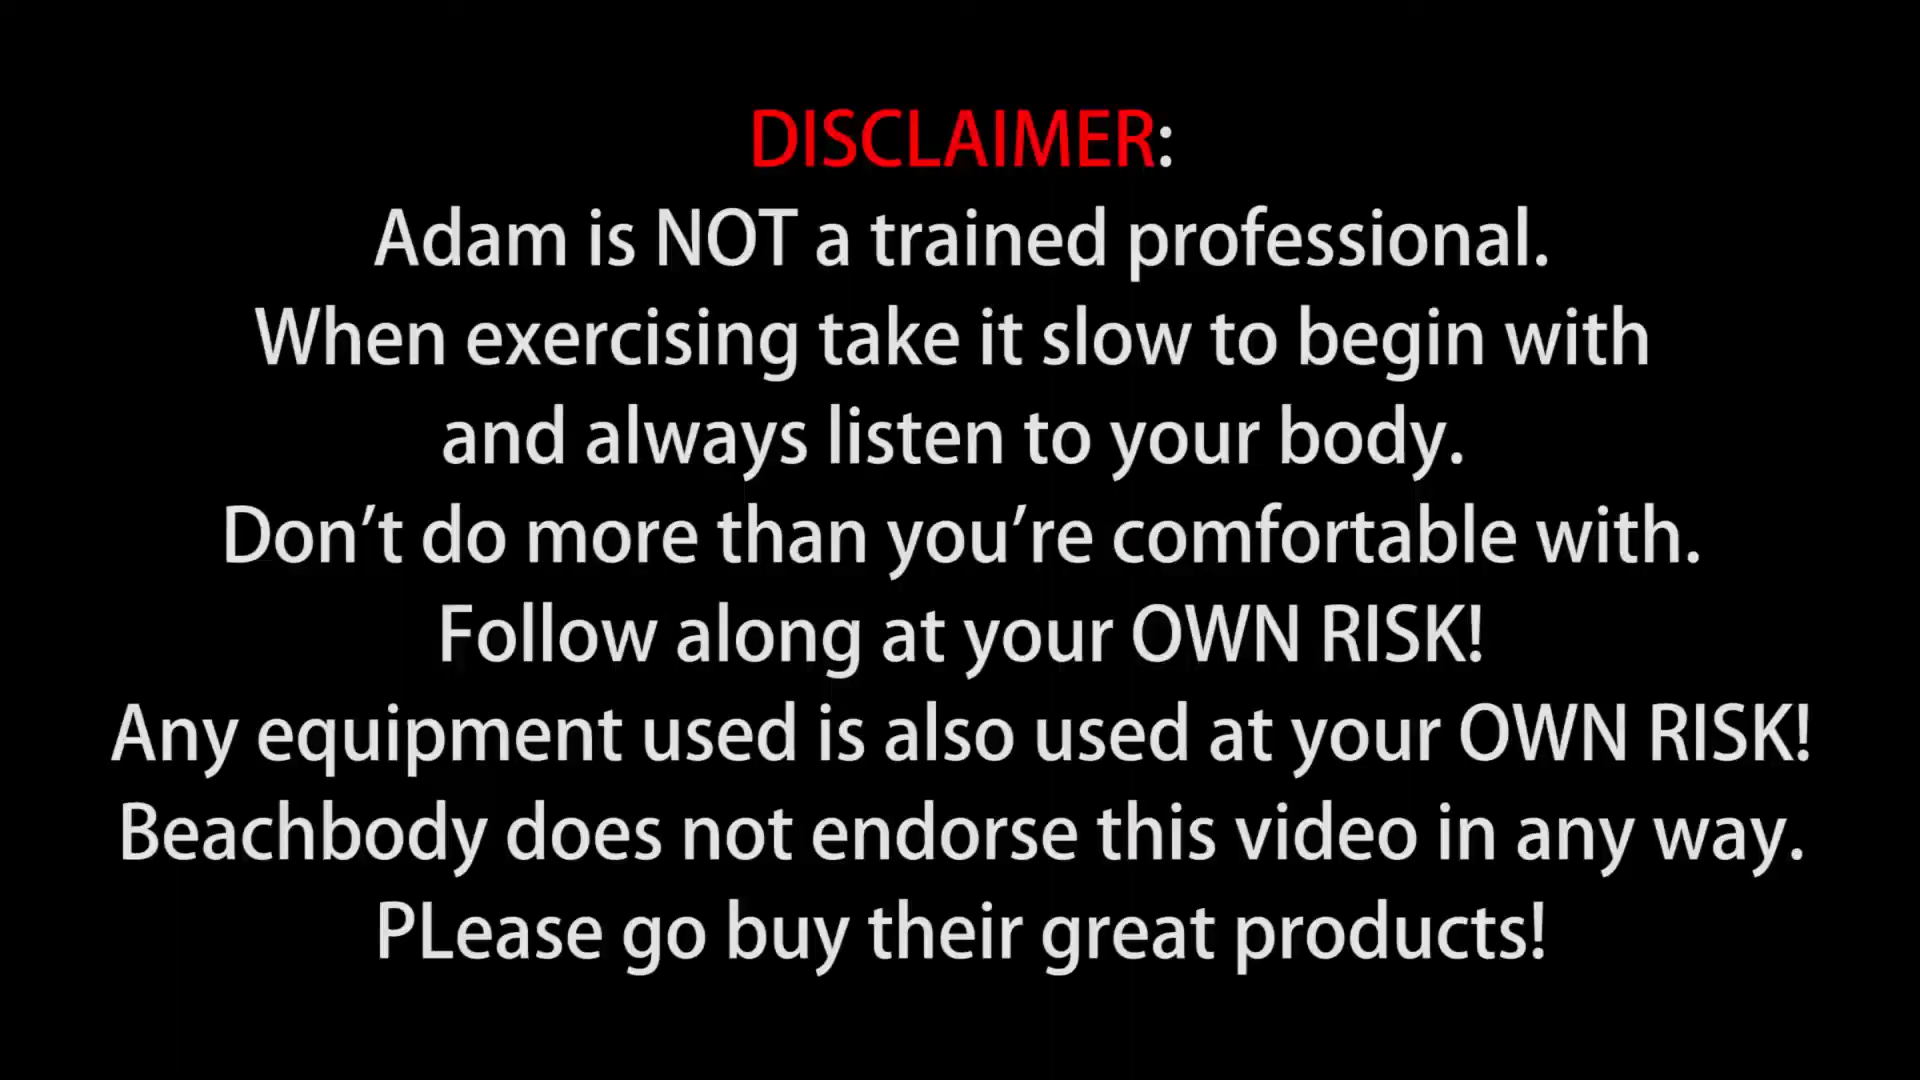 DISCLAIMER:
Adam is NOT a trained professional.
When exercising take it slow to begin with
and always listen to your body.
Don’t do more than you’re comfortable with.
Follow along at your OWN RISK!
Any equipment used is also used at your OWN RISK!
Beachbody does not endorse this video in any way.
PLease go buy their great products!